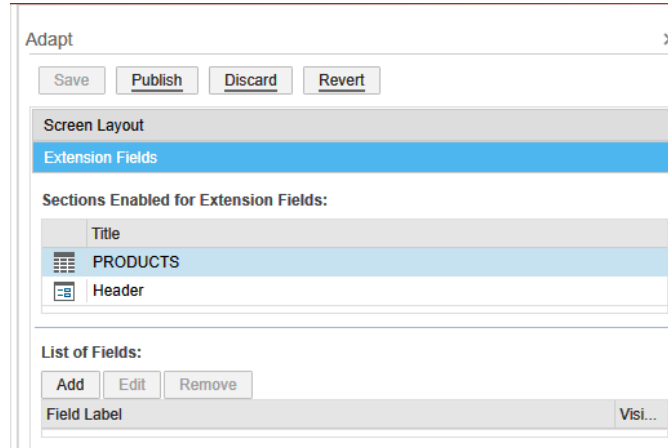 Adapt
Save Publish Discard Revert
Screen Layout
Extension Fields
Sections Enabled for Extension Fields:
Title
PRODUCTS
Header
List of Fields:
Add Edit Remove
Field Label Visi...